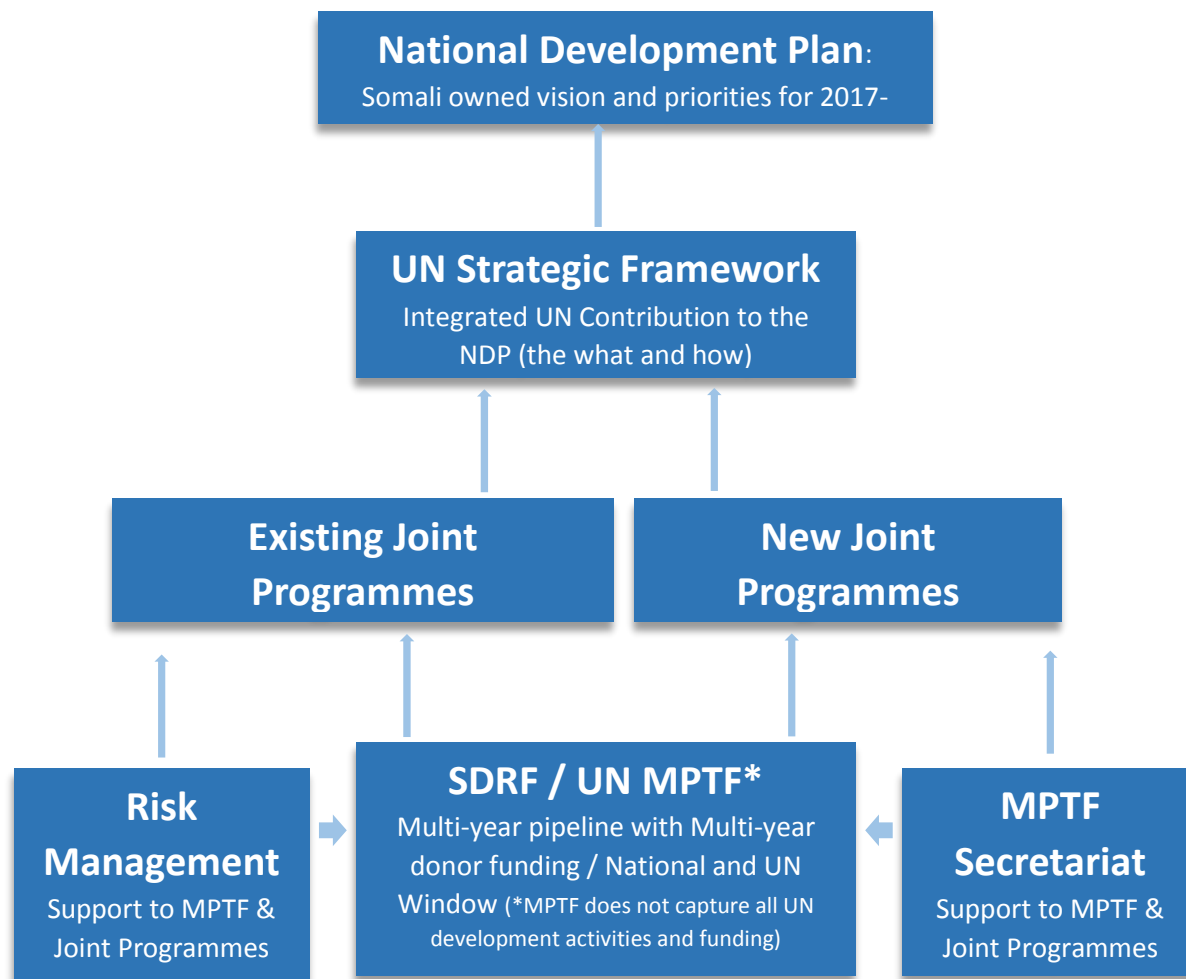 National Development Plan:
Somali owned vision and priorities for 2017-
UN Strategic Framework
Integrated UN Contribution to the
NDP (the what and how)
Existing Joint
Programmes
New Joint
Programmes
Risk
Management
Support to MPTF &
Joint Programmes
SDRF / UN MPTF*
Multi-year pipeline with Multi-year
donor funding / National and UN
Window (*MPTF does not capture all UN
development activities and funding)
MPTF
Secretariat
Support to MPTF &
Joint Programmes